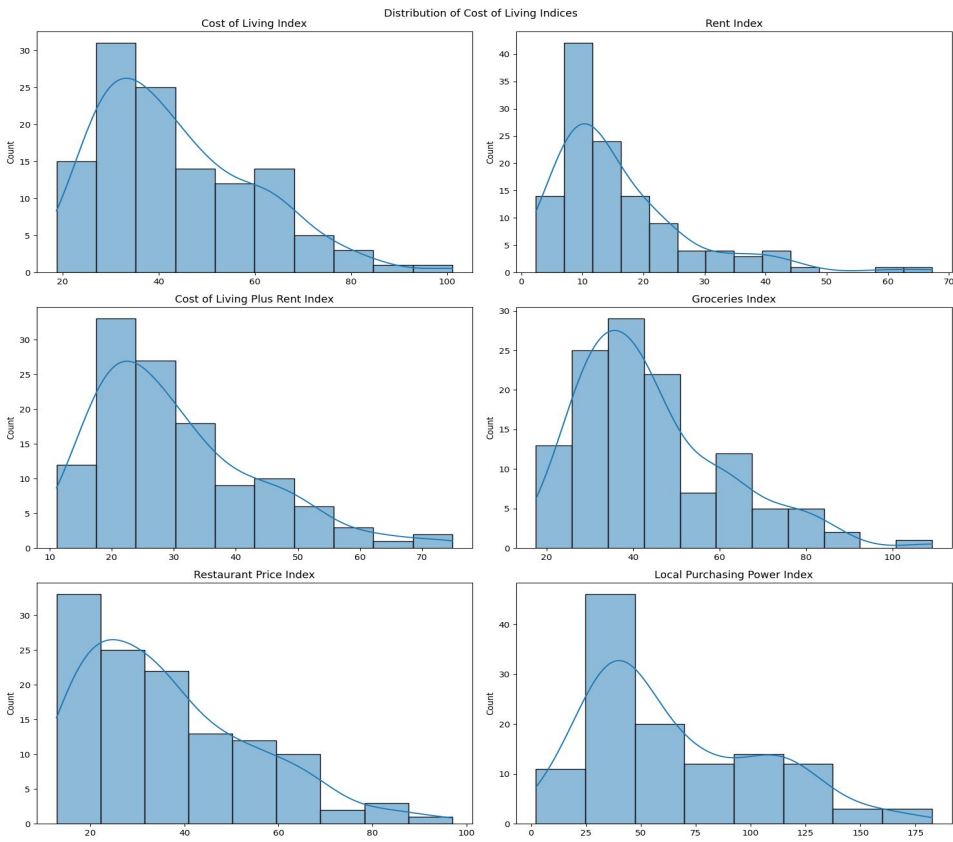 Distribution of Cost of Living Indices
Cost of Living Index
Rent Index
Count
30
25
20
15
10
5
0
20 40 60 80 100
Count
40
35
30
25
20
15
10
5
0
0 10 20 30 40 50 60 70
Cost of Living Plus Rent Index
Groceries Index
Count
30
25
20
15
10
5
0
10 20 30 40 50 60 70
Count
30
25
20
15
10
5
0
20 40 60 80 100
Restaurant Price Index
Local Purchasing Power Index
Count
30
25
20
15
10
5
0
20 40 60 80 100
Count
40
30
20
10
0
0 25 50 75 100 125 150 175